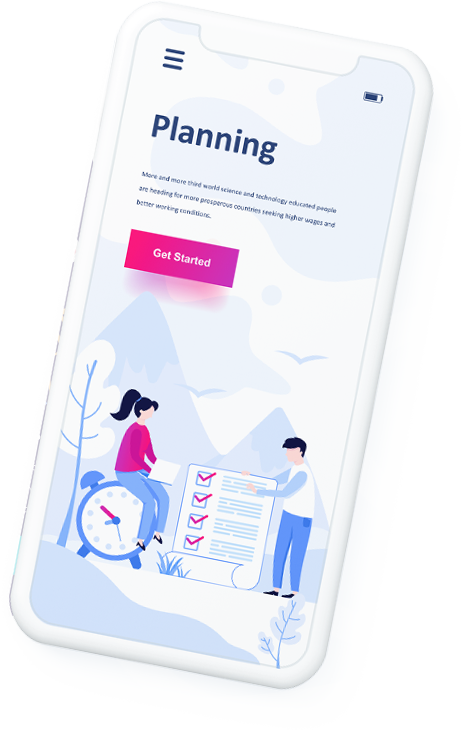 Planning
More and more third world science and technology educated people
are heading for more prosperous countries seeking higher wages and
better working conditions.
Get Started